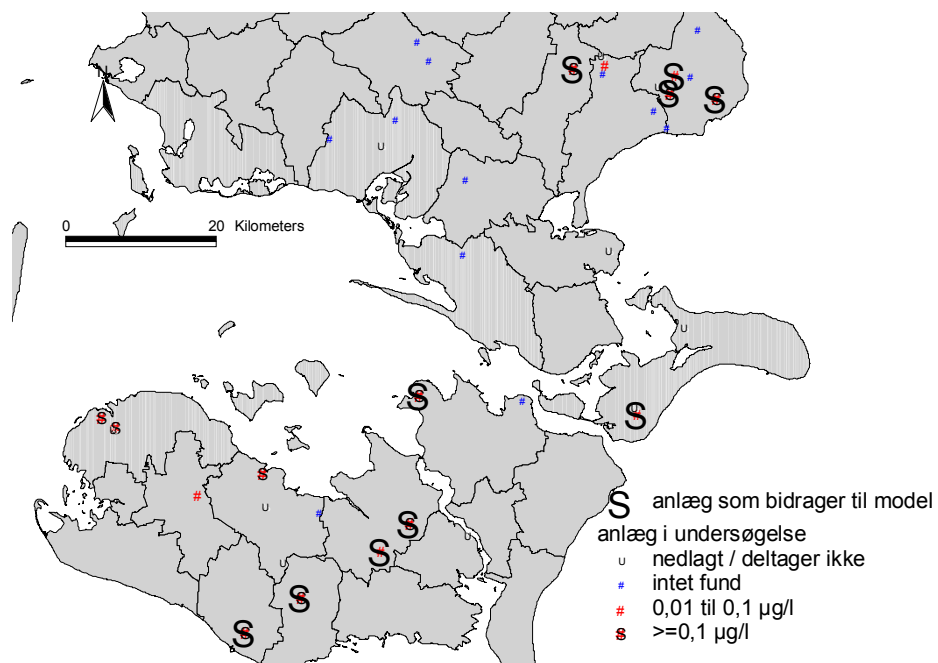 0 20 Kilometers
S anlæg som bidrager til model
anlæg i undersøgelse
U nedlagt / deltager ikke
# intet fund
# 0,01 til 0,1 µg/l
S >=0,1 µg/l